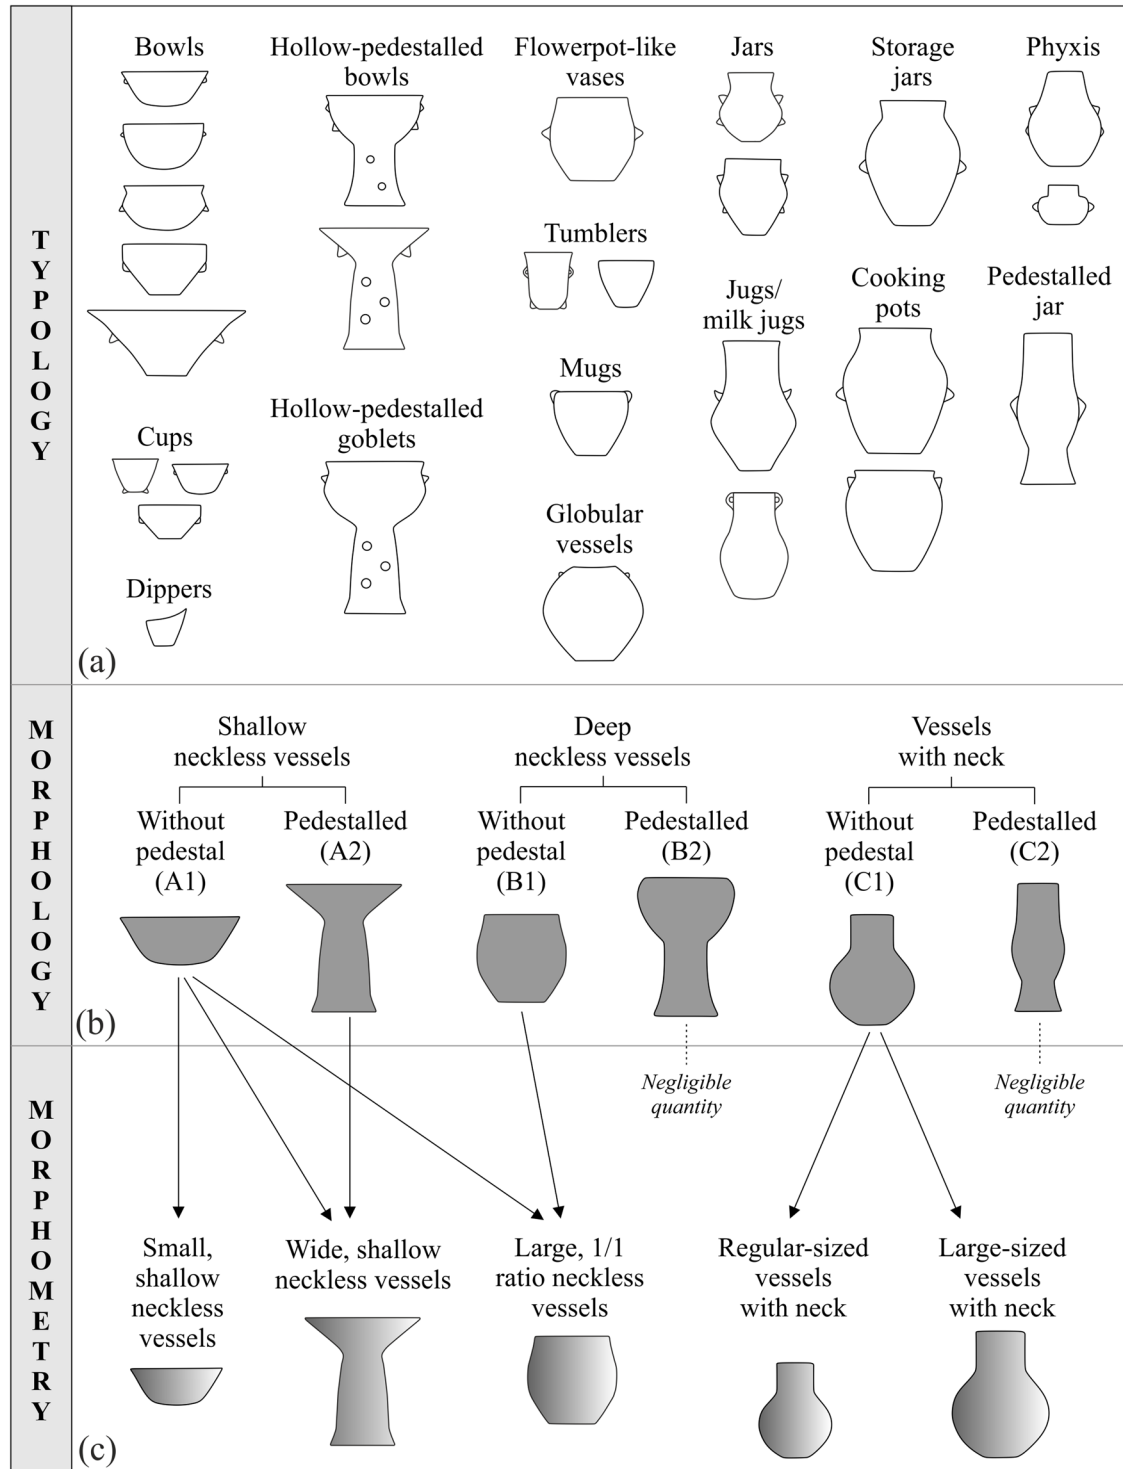 TYPOLOGY
Bowls
Hollow-pedestalled
bowls
Flowerpot-like
vases
Jars
Storage
jars
Phyxis
Tumblers
Jugs/
milk jugs
Cooking
pots
Pedestalled
jar
Mugs
Cups
Hollow-pedestalled
goblets
Globular
vessels
Dippers
(a)
MORPHOLOGY
Shallow
neckless vessels
Deep
neckless vessels
Vessels
with neck
Without
pedestal
(A1)
Pedestalled
(A2)
Without
pedestal
(B1)
Pedestalled
(B2)
Without
pedestal
(C1)
Pedestalled
(C2)
(b)
MORPHOMETRY
Negligible
quantity
Negligible
quantity
Small,
shallow
neckless
vessels
Wide, shallow
neckless vessels
Large, 1/1
ratio neckless
vessels
Regular-sized
vessels
with neck
Large-sized
vessels
with neck
(c)